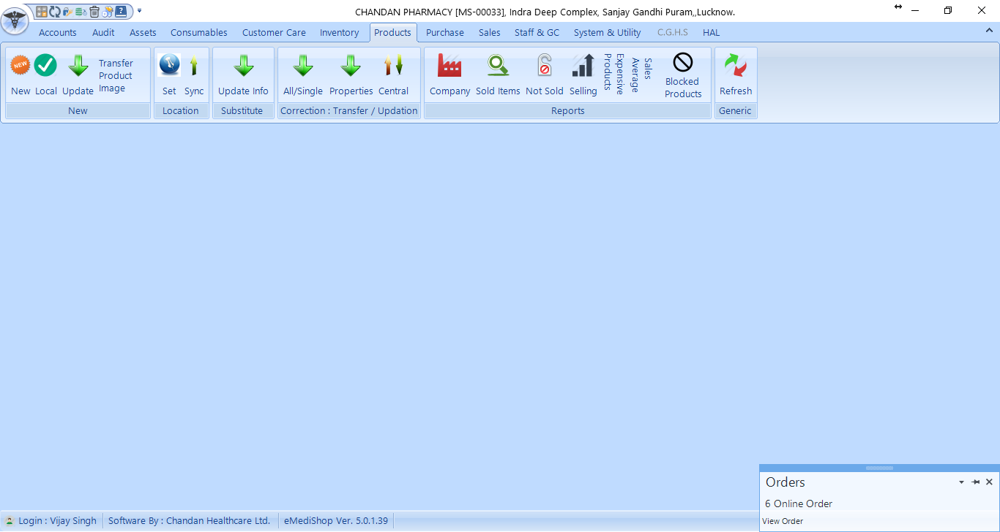 CHANDAN PHARMACY [MS-00033], Indra Deep Complex, Sanjay Gandhi Puram,,Lucknow.
Accounts Audit Assets Consumables Customer Care Inventory Products Purchase Sales Staff & GC System & Utility C.G.H.S HAL
NEW
New Local Update Transfer Product Image
New
Set Sync
Location
Update Info
Substitute
All/Single Properties Central
Correction : Transfer / Updation
Company Sold Items Not Sold Selling Expensive Products Sales Average Blocked Products
Reports
Refresh
Generic
Orders
6 Online Order
View Order
Login : Vijay Singh Software By : Chandan Healthcare Ltd. eMediShop Ver. 5.0.1.39